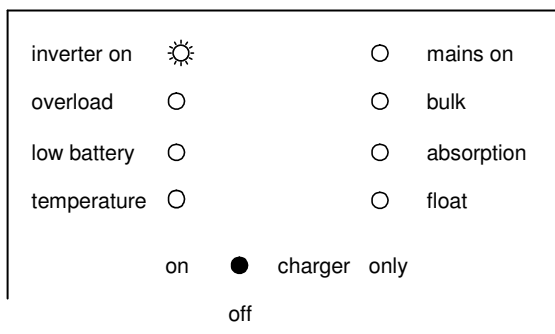 inverter on mains on
overload bulk
low battery absorption
temperature float
on charger only
off